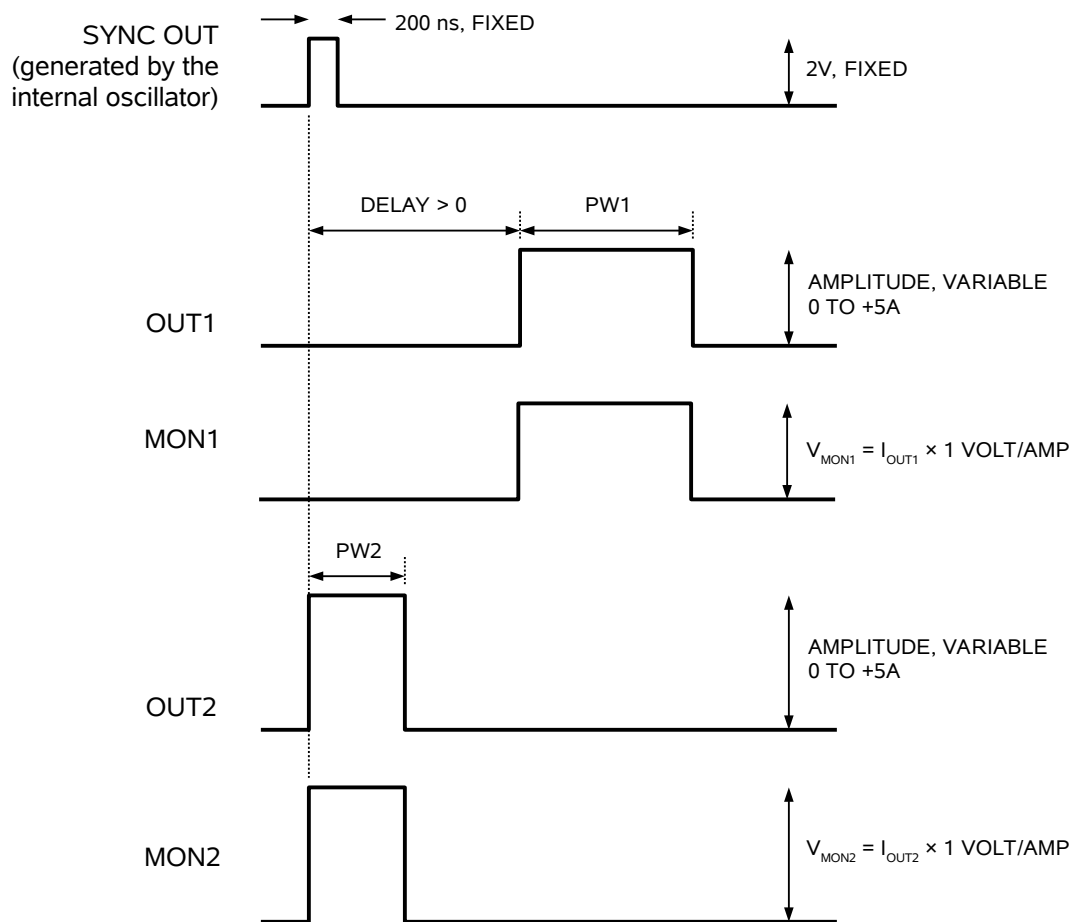 200 ns, FIXED
SYNC OUT
(generated by the
internal oscillator)
2V, FIXED
DELAY > 0
PW1
AMPLITUDE, VARIABLE
0 TO +5A
OUT1
MON1
V_MON1 = I_OUT1 × 1 VOLT/AMP
PW2
AMPLITUDE, VARIABLE
0 TO +5A
OUT2
MON2
V_MON2 = I_OUT2 × 1 VOLT/AMP